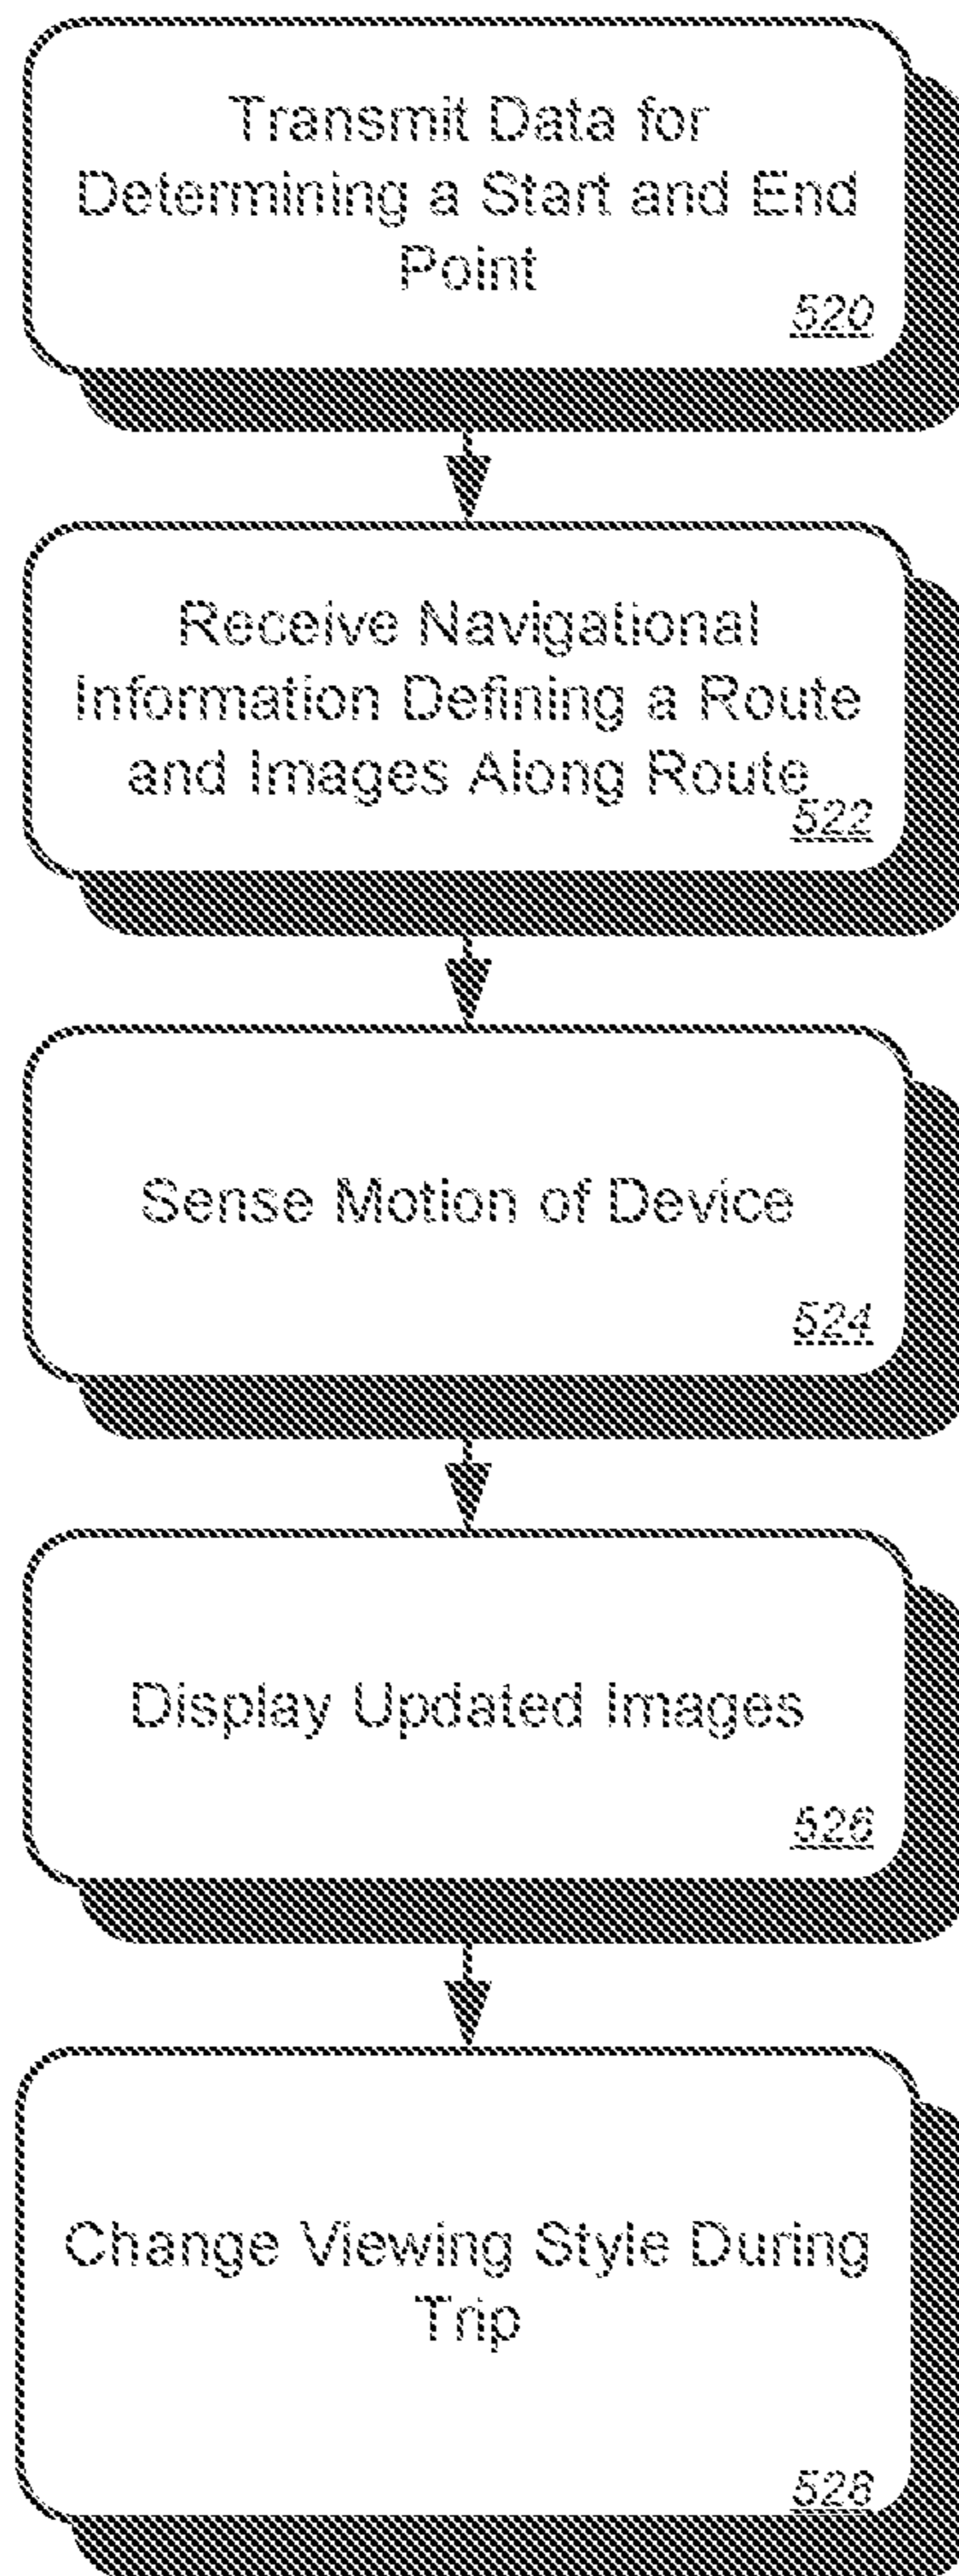 Transmit Data for
Determining a Start and End
Point
520
Receive Navigational
Information Defining a Route
and Images Along Route
522
Sense Motion of Device
524
Display Updated Images
526
Change Viewing Style During
Trip
528